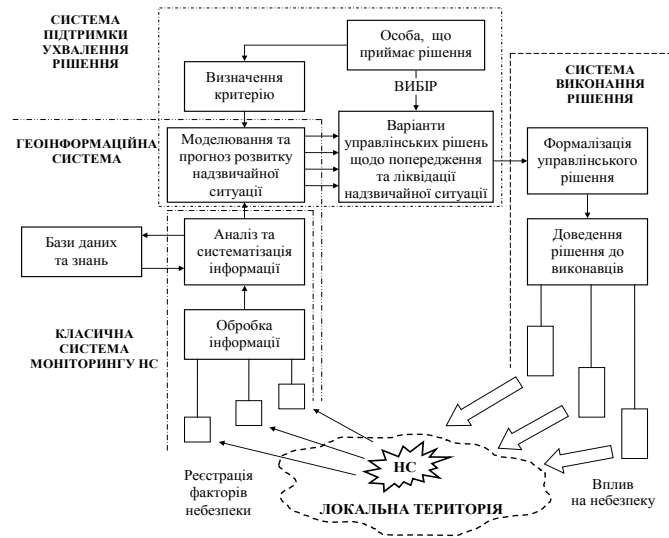 СИСТЕМА
ПІДТРИМКИ
УХВАЛЕННЯ
РІШЕННЯ
Особа, що
приймає рішення
Визначення
критерію
ВИБІР
СИСТЕМА
ВИКОНАННЯ
РІШЕННЯ
ГЕОІНФОРМАЦІЙНА
СИСТЕМА
Моделювання та
прогноз розвитку
надзвичайної
ситуації
Варіанти
управлінських рішень
щодо попередження
та ліквідації
надзвичайної ситуації
Формалізація
управлінського
рішення
Бази даних
та знань
Аналіз та
систематізація
інформації
Доведення
рішення до
виконавців
КЛАСИЧНА
СИСТЕМА
МОНІТОРИНГУ НС
Обробка
інформації
Реєстрація
факторів
небезпеки
НС
ЛОКАЛЬНА ТЕРИТОРІЯ
Вплив
на небезпеку